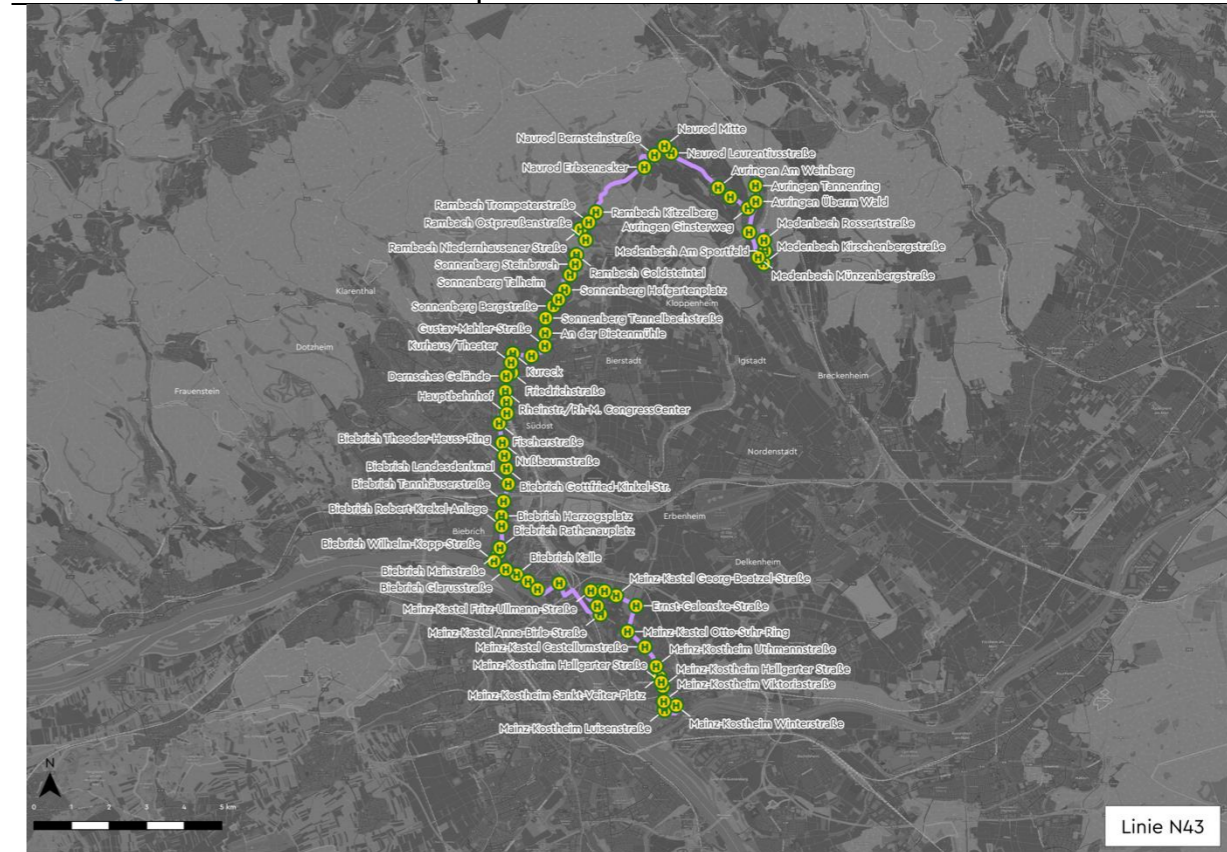 Naurod Mitte
Naurod Bernsteinstraße
Naurod Laurentiusstraße
Naurod Erbsenacker
Auringen Am Weinberg
Auringen Tannenring
Auringen Überm Wald
Rambach Trompeterstraße
Rambach Kitzelberg
Rambach Ostpreußenstraße
Auringen Ginsterweg
Medenbach Rossertstraße
Rambach Niedernhausener Straße
Medenbach Am Sportfeld
Medenbach Kirschenbergstraße
Sonnenberg Steinbruch
Rambach Goldsteintal
Medenbach Münzenbergstraße
Sonnenberg Talheim
Klarenthal
Sonnenberg Hofgartenplatz
Kloppenheim
Sonnenberg Bergstraße
Sonnenberg Tennelbachstraße
Gustav-Mahler-Straße
An der Dietenmühle
Dotzheim
Kurhaus/Theater
Bierstadt
Igstadt
Kureck
Dernsches Gelände
Breckenheim
Frauenstein
Friedrichstraße
Hauptbahnhof
Rheinstr./Rh-M. CongressCenter
Südost
Biebrich Theodor-Heuss-Ring
Fischerstraße
Nordenstadt
Nußbaumstraße
Biebrich Landesdenkmal
Biebrich Tannhäuserstraße
Biebrich Gottfried-Kinkel-Str.
Biebrich Robert-Krekel-Anlage
Biebrich Herzogsplatz
Erbenheim
Biebrich
Biebrich Rathenauplatz
Biebrich Wilhelm-Kopp-Straße
Biebrich Kalle
Delkenheim
Biebrich Mainstraße
Mainz-Kastel Georg-Beatzel-Straße
Biebrich Glarusstraße
Mainz-Kastel Fritz-Ullmann-Straße
Ernst-Galonske-Straße
Mainz-Kastel Anna-Birle-Straße
Mainz-Kastel Otto-Suhr-Ring
Mainz-Kastel Castellumstraße
Mainz-Kostheim Uthmannstraße
Mainz-Kostheim Hallgarter Straße
Mainz-Kostheim Hallgarter Straße
Mainz-Kostheim Viktoriastraße
Mainz-Kostheim Sankt-Veiter-Platz
Mainz-Kostheim Winterstraße
Mainz-Kostheim Luisenstraße
N
0 1 2 3 4 5 km
Linie N43